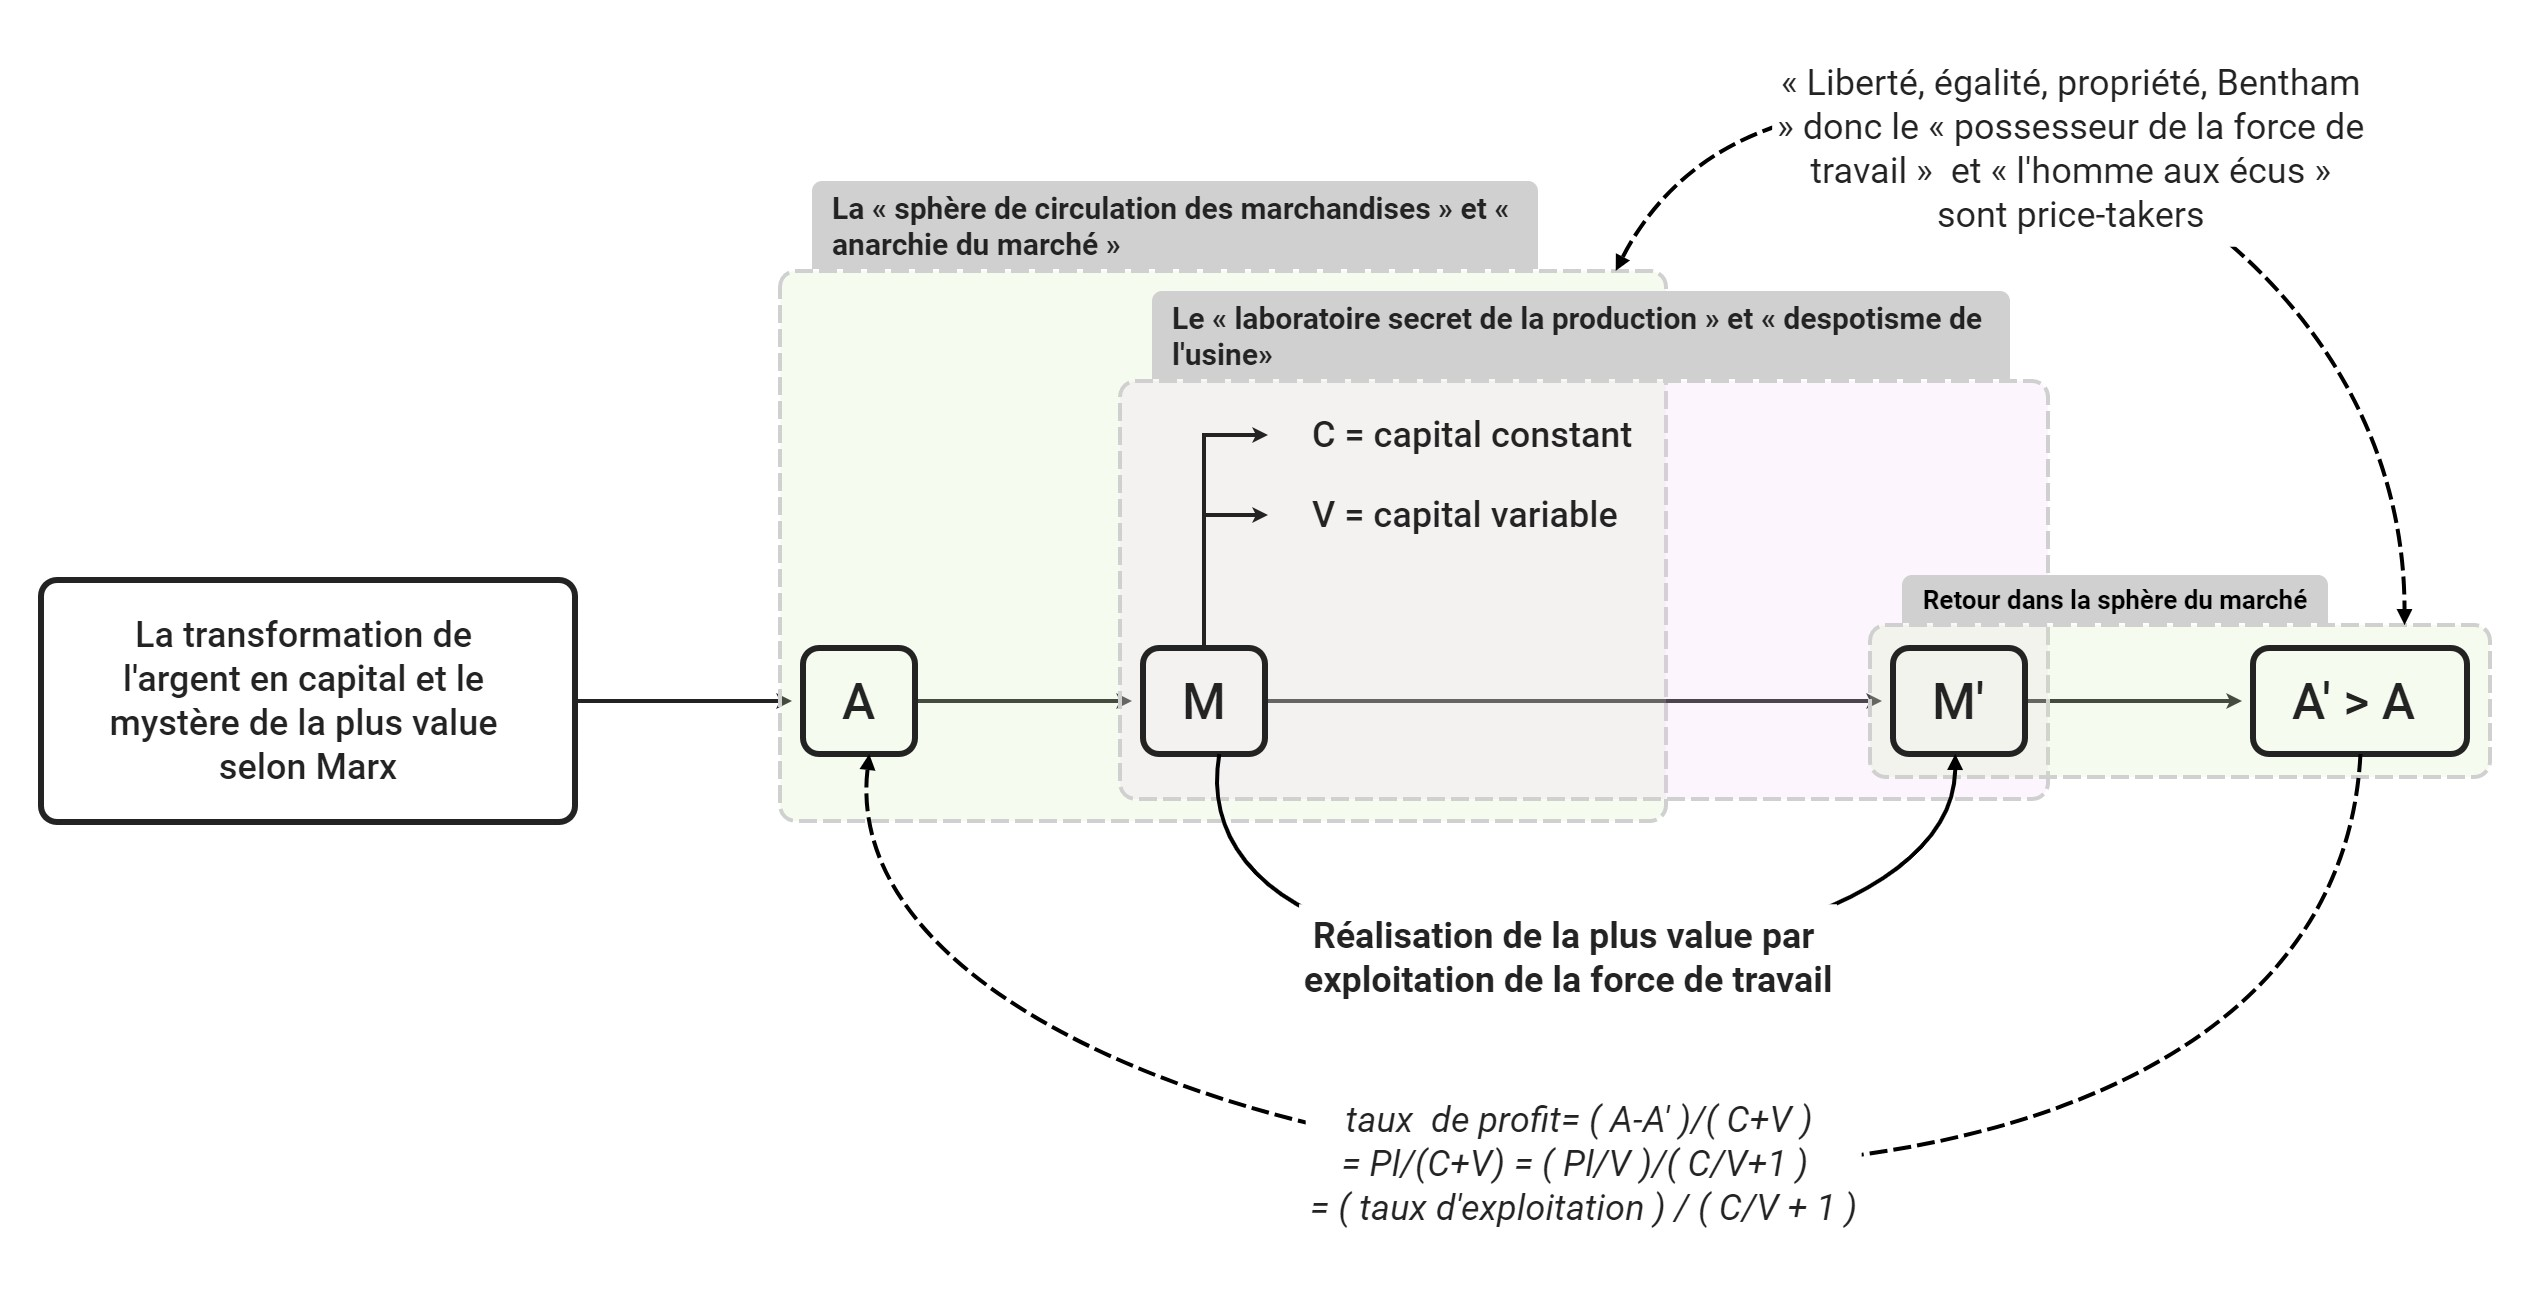 « Liberté, égalité, propriété, Bentham
» donc le « possesseur de la force de
travail »  et « l'homme aux écus »
sont price-takers
La « sphère de circulation des marchandises » et «
anarchie du marché »
Le « laboratoire secret de la production » et « despotisme de
l'usine»
C = capital constant
V = capital variable
La transformation de
l'argent en capital et le
mystère de la plus value
selon Marx
Retour dans la sphère du marché
A
M
M'
A' > A
Réalisation de la plus value par
exploitation de la force de travail
taux  de profit= ( A-A' )/( C+V )
= Pl/(C+V) = ( Pl/V )/( C/V+1 )
= ( taux d'exploitation ) / ( C/V + 1 )